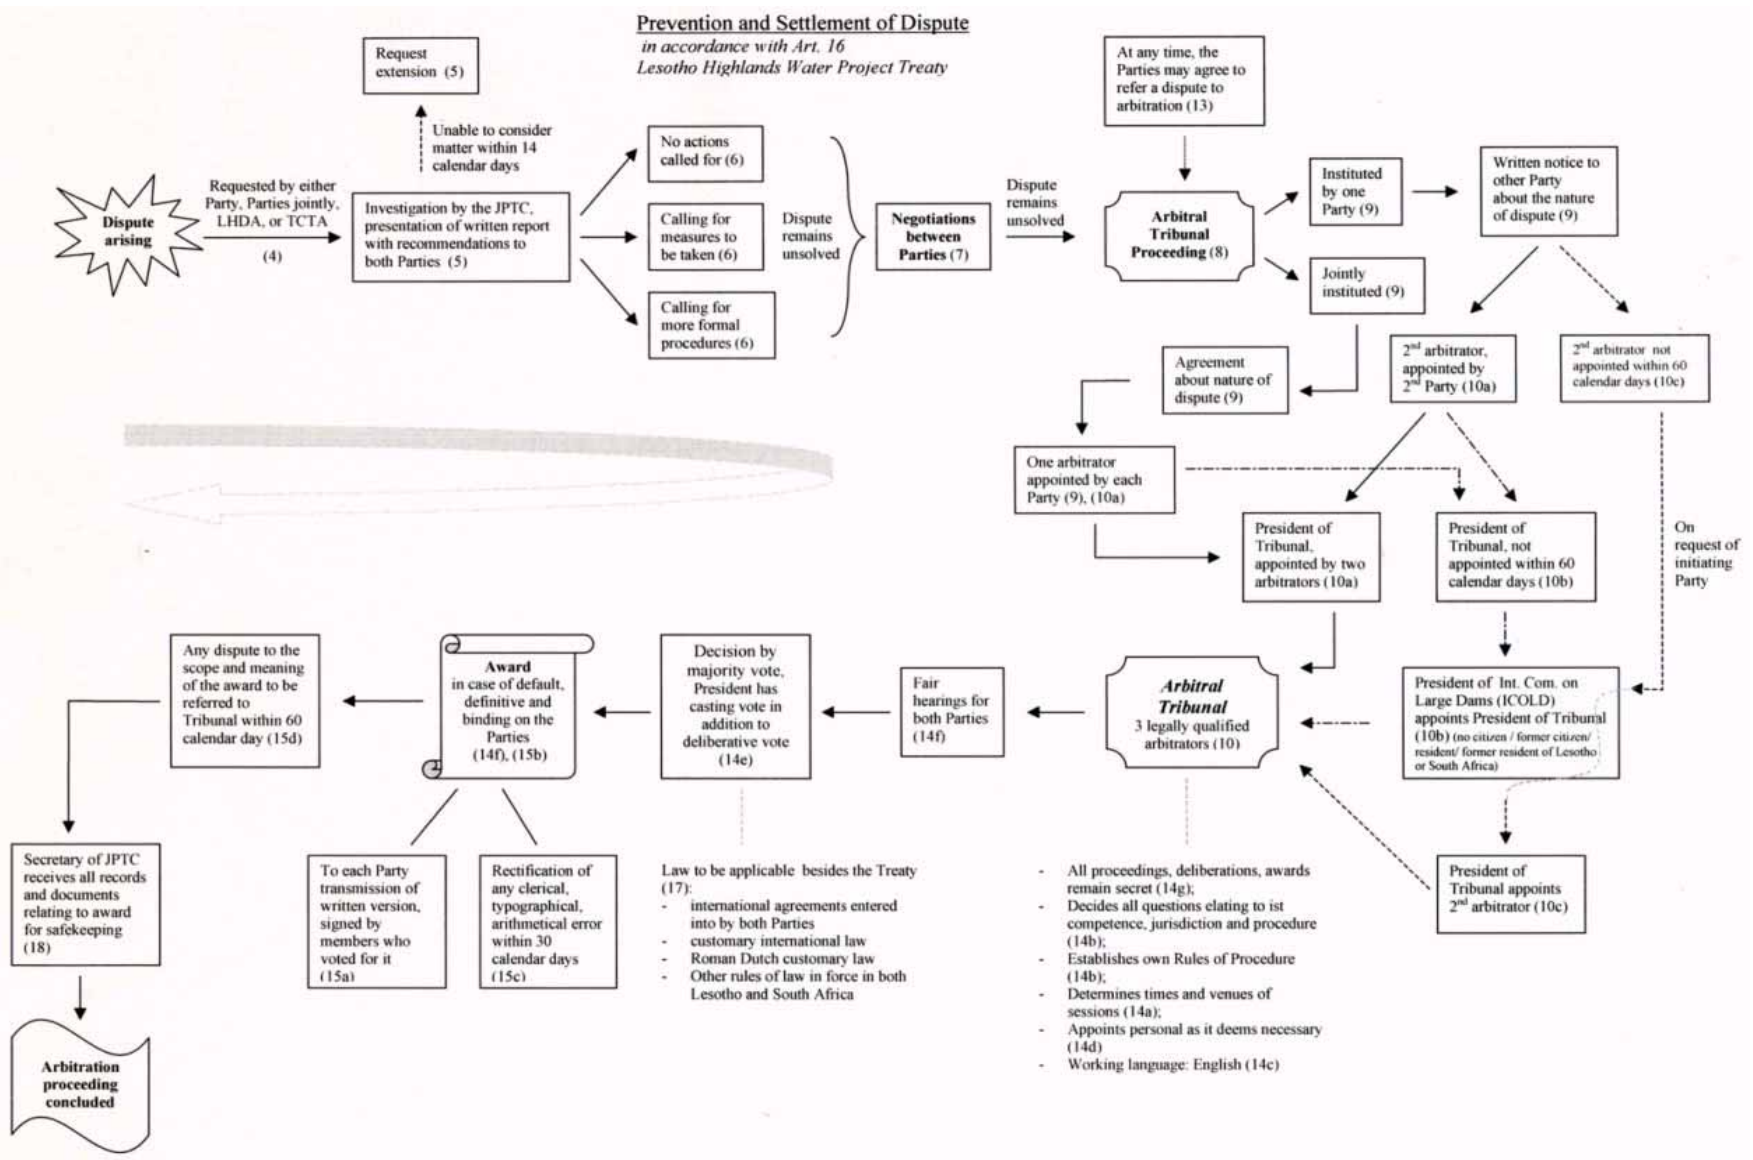 Prevention and Settlement of Dispute
in accordance with Art. 16
Lesotho Highlands Water Project Treaty
Request
extension (5)
Unable to consider
matter within 14
calendar days
Dispute
arising
Requested by either
Party, Parties jointly,
LHDA, or TCTA
(4)
Investigation by the JPTC,
presentation of written report
with recommendations to
both Parties (5)
No actions
called for (6)
Calling for
measures to
be taken (6)
Calling for
more formal
procedures (6)
Dispute
remains
unsolved
Negotiations
between
Parties (7)
Dispute
remains
unsolved
At any time, the
Parties may agree to
refer a dispute to
arbitration (13)
Arbitral
Tribunal
Proceeding (8)
Instituted
by one
Party (9)
Written notice to
other Party
about the nature
of dispute (9)
Jointly
instituted (9)
Agreement
about nature of
dispute (9)
2nd arbitrator,
appointed by
2nd Party (10a)
2nd arbitrator not
appointed within 60
calendar days (10c)
One arbitrator
appointed by each
Party (9), (10a)
President of
Tribunal,
appointed by two
arbitrators (10a)
President of
Tribunal, not
appointed within 60
calendar days (10b)
On
request of
initiating
Party
President of Int. Com. on
Large Dams (ICOLD)
appoints President of Tribunal
(10b) (no citizen / former citizen/
resident/ former resident of Lesotho
or South Africa)
President of
Tribunal appoints
2nd arbitrator (10c)
Arbitral
Tribunal
3 legally qualified
arbitrators (10)
Fair
hearings for
both Parties
(14f)
Decision by
majority vote,
President has
casting vote in
addition to
deliberative vote
(14e)
Award
in case of default,
definitive and
binding on the
Parties
(14f), (15b)
Any dispute to the
scope and meaning
of the award to be
referred to
Tribunal within 60
calendar day (15d)
Secretary of JPTC
receives all records
and documents
relating to award
for safekeeping
(18)
To each Party
transmission of
written version,
signed by
members who
voted for it
(15a)
Rectification of
any clerical,
typographical,
arithmetical error
within 30
calendar days
(15c)
Law to be applicable besides the Treaty
(17):
- international agreements entered
into by both Parties
- customary international law
- Roman Dutch customary law
- Other rules of law in force in both
Lesotho and South Africa
- All proceedings, deliberations, awards
remain secret (14g);
- Decides all questions elating to ist
competence, jurisdiction and procedure
(14b);
- Establishes own Rules of Procedure
(14b);
- Determines times and venues of
sessions (14a);
- Appoints personal as it deems necessary
(14d)
- Working language: English (14c)
Arbitration
proceeding
concluded